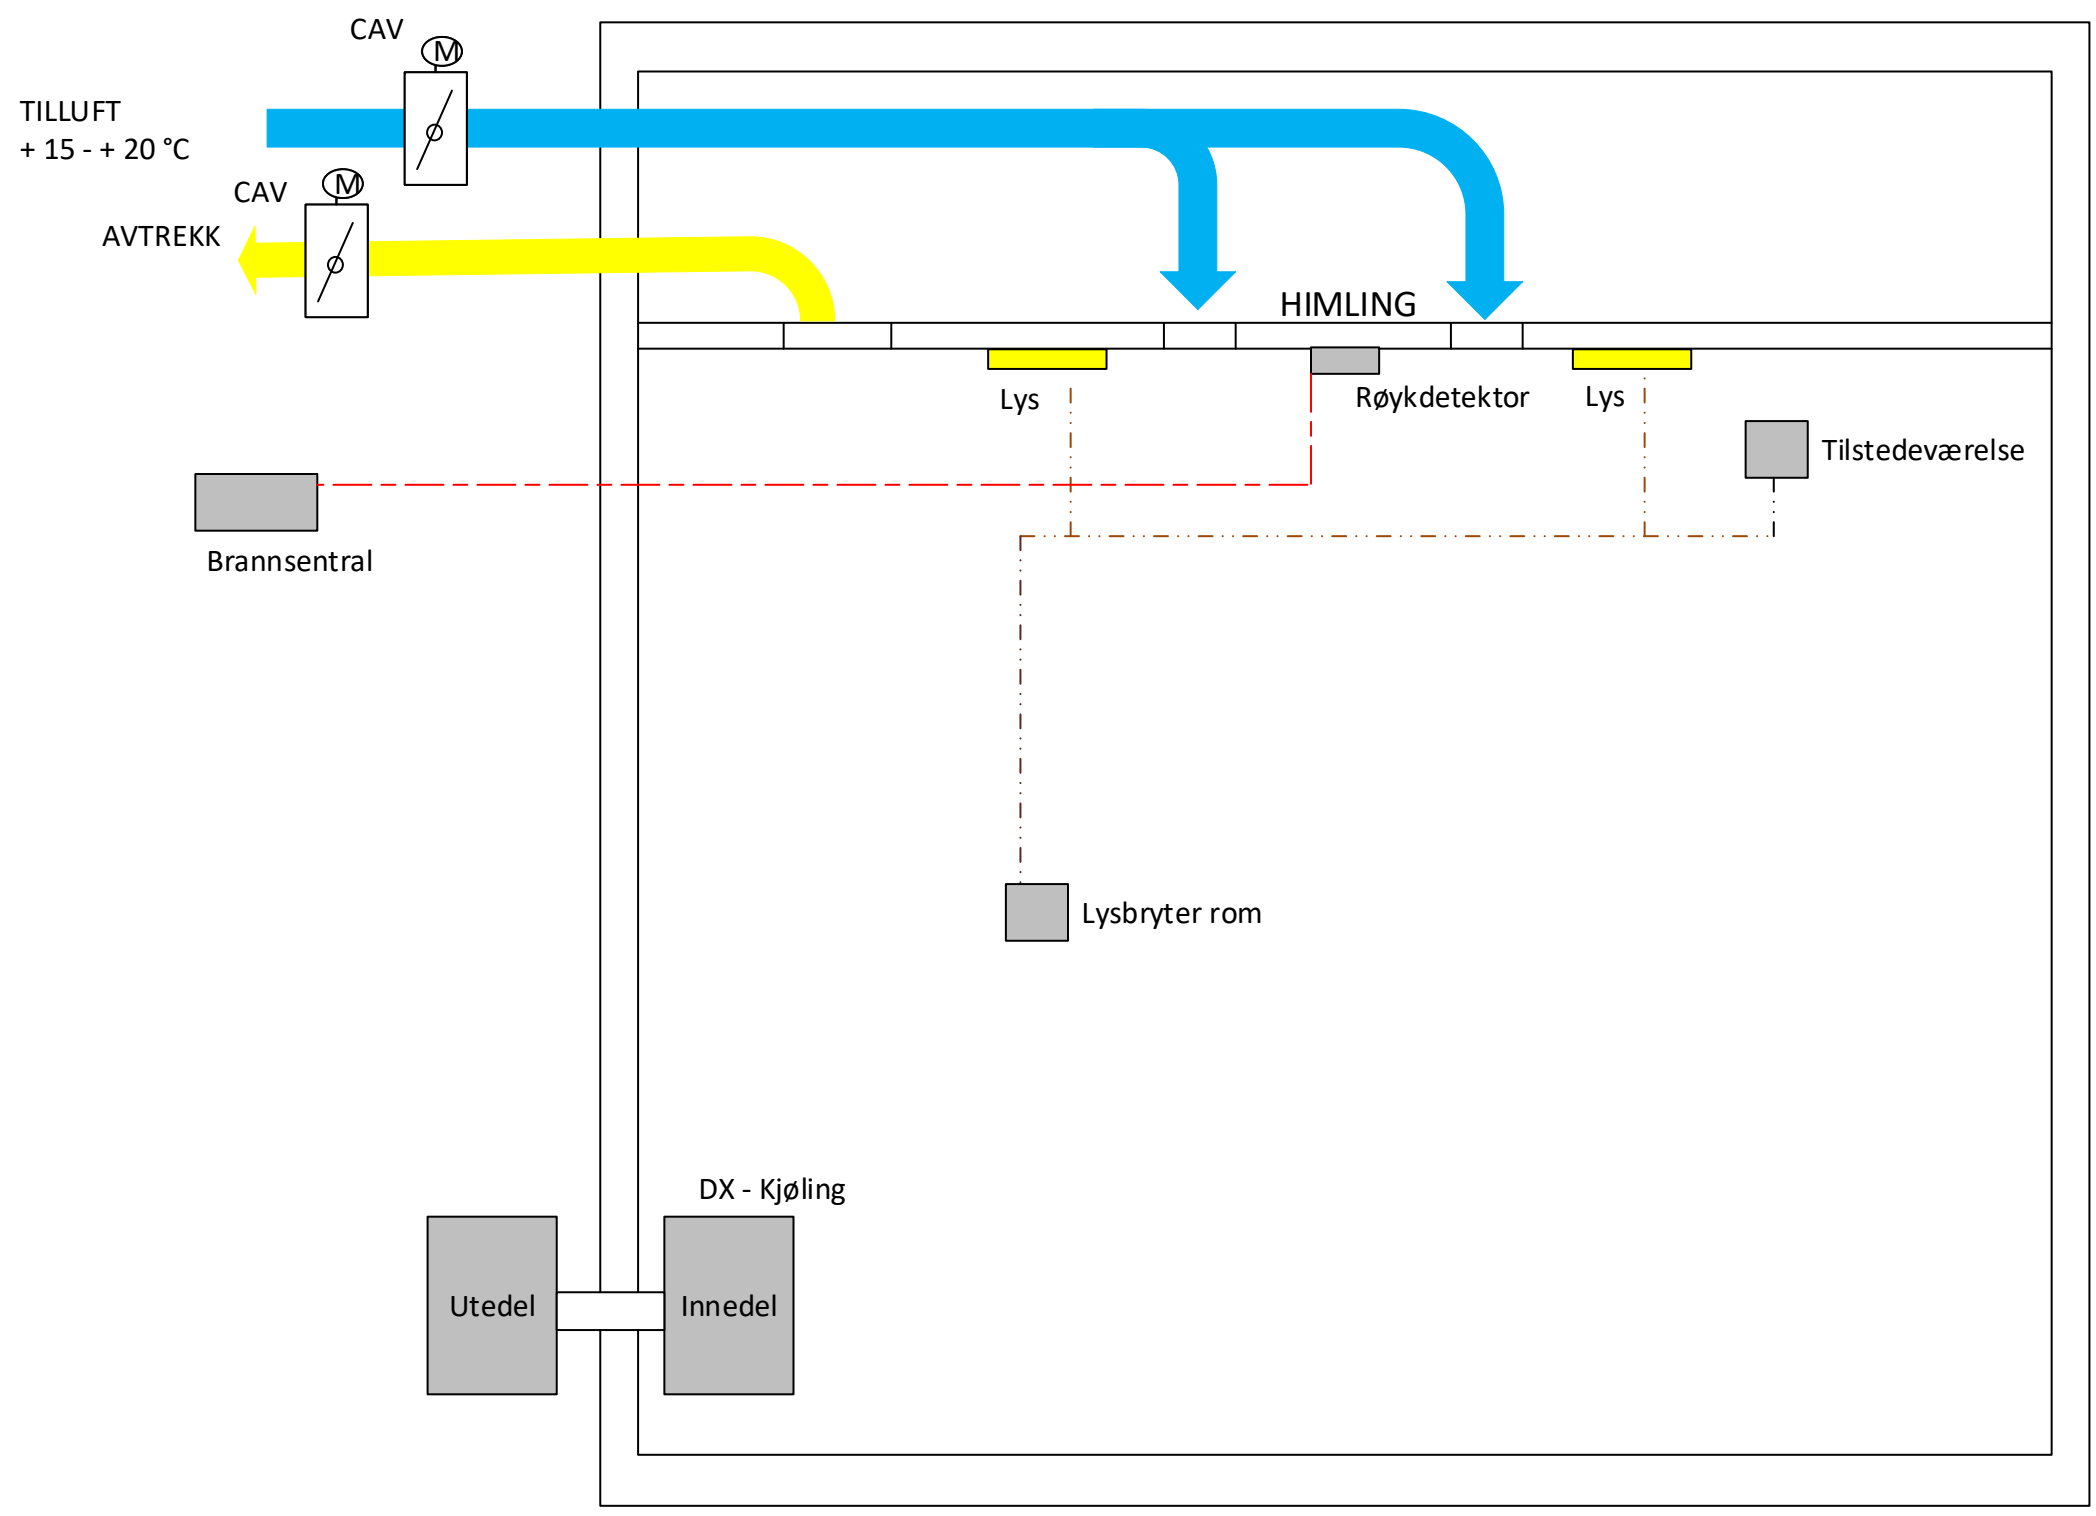 CAV
M
TILLUFT
+ 15 - + 20 °C
CAV
M
AVTREKK
HIMLING
Lys
Røykdetektor
Lys
Tilstedeværelse
Brannsentral
Lysbryter rom
DX - Kjøling
Utedel
Innedel